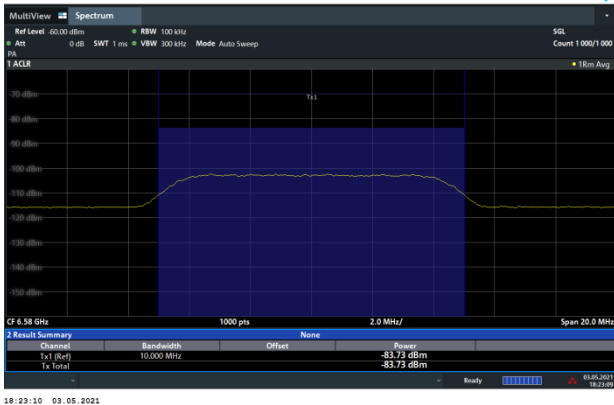 MultiView Spectrum
Ref Level -60.00 dBm RBW 100 kHz SGL
Att 0 dB SWT 1 ms VBW 300 kHz Mode Auto Sweep Count 1000/1000
PA
1 ACLR 1Rm Avg
-70 dBm
Tx1
-80 dBm
-90 dBm
-100 dBm
-110 dBm
-120 dBm
-130 dBm
-140 dBm
-150 dBm
CF 6.58 GHz 1000 pts 2.0 MHz/ Span 20.0 MHz
2 Result Summary None
Channel Bandwidth Offset Power
Tx1 (Ref) 10.000 MHz -83.73 dBm
Tx Total -83.73 dBm
Ready 03.05.2021
18:23:09
18:23:10 03.05.2021